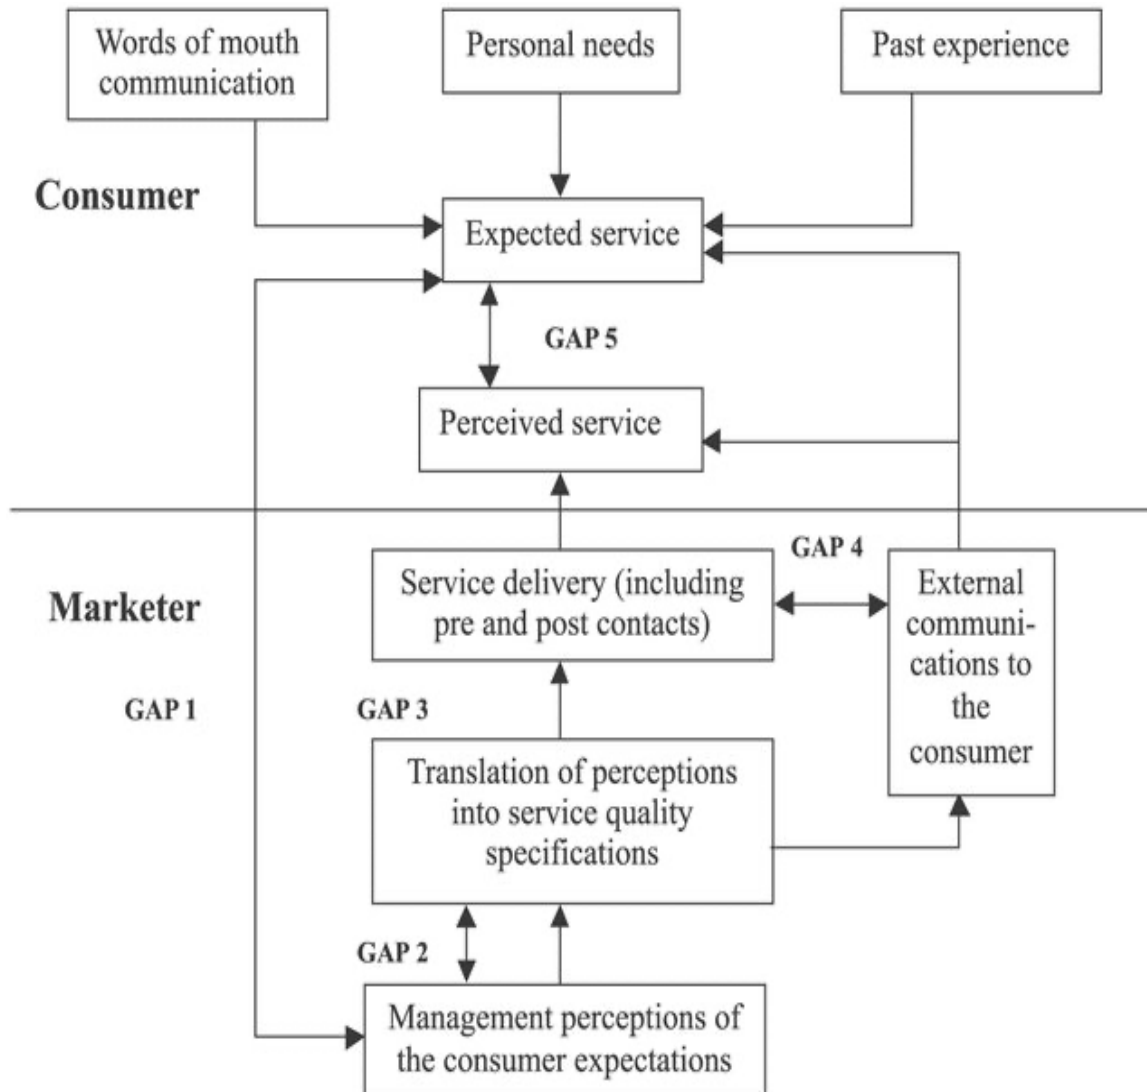 Words of mouth
communication
Personal needs
Past experience
Consumer
Expected service
GAP 5
Perceived service
GAP 4
Service delivery (including
pre and post contacts)
External
communi-
cations to
the
consumer
Marketer
GAP 1
GAP 3
Translation of perceptions
into service quality
specifications
GAP 2
Management perceptions of
the consumer expectations